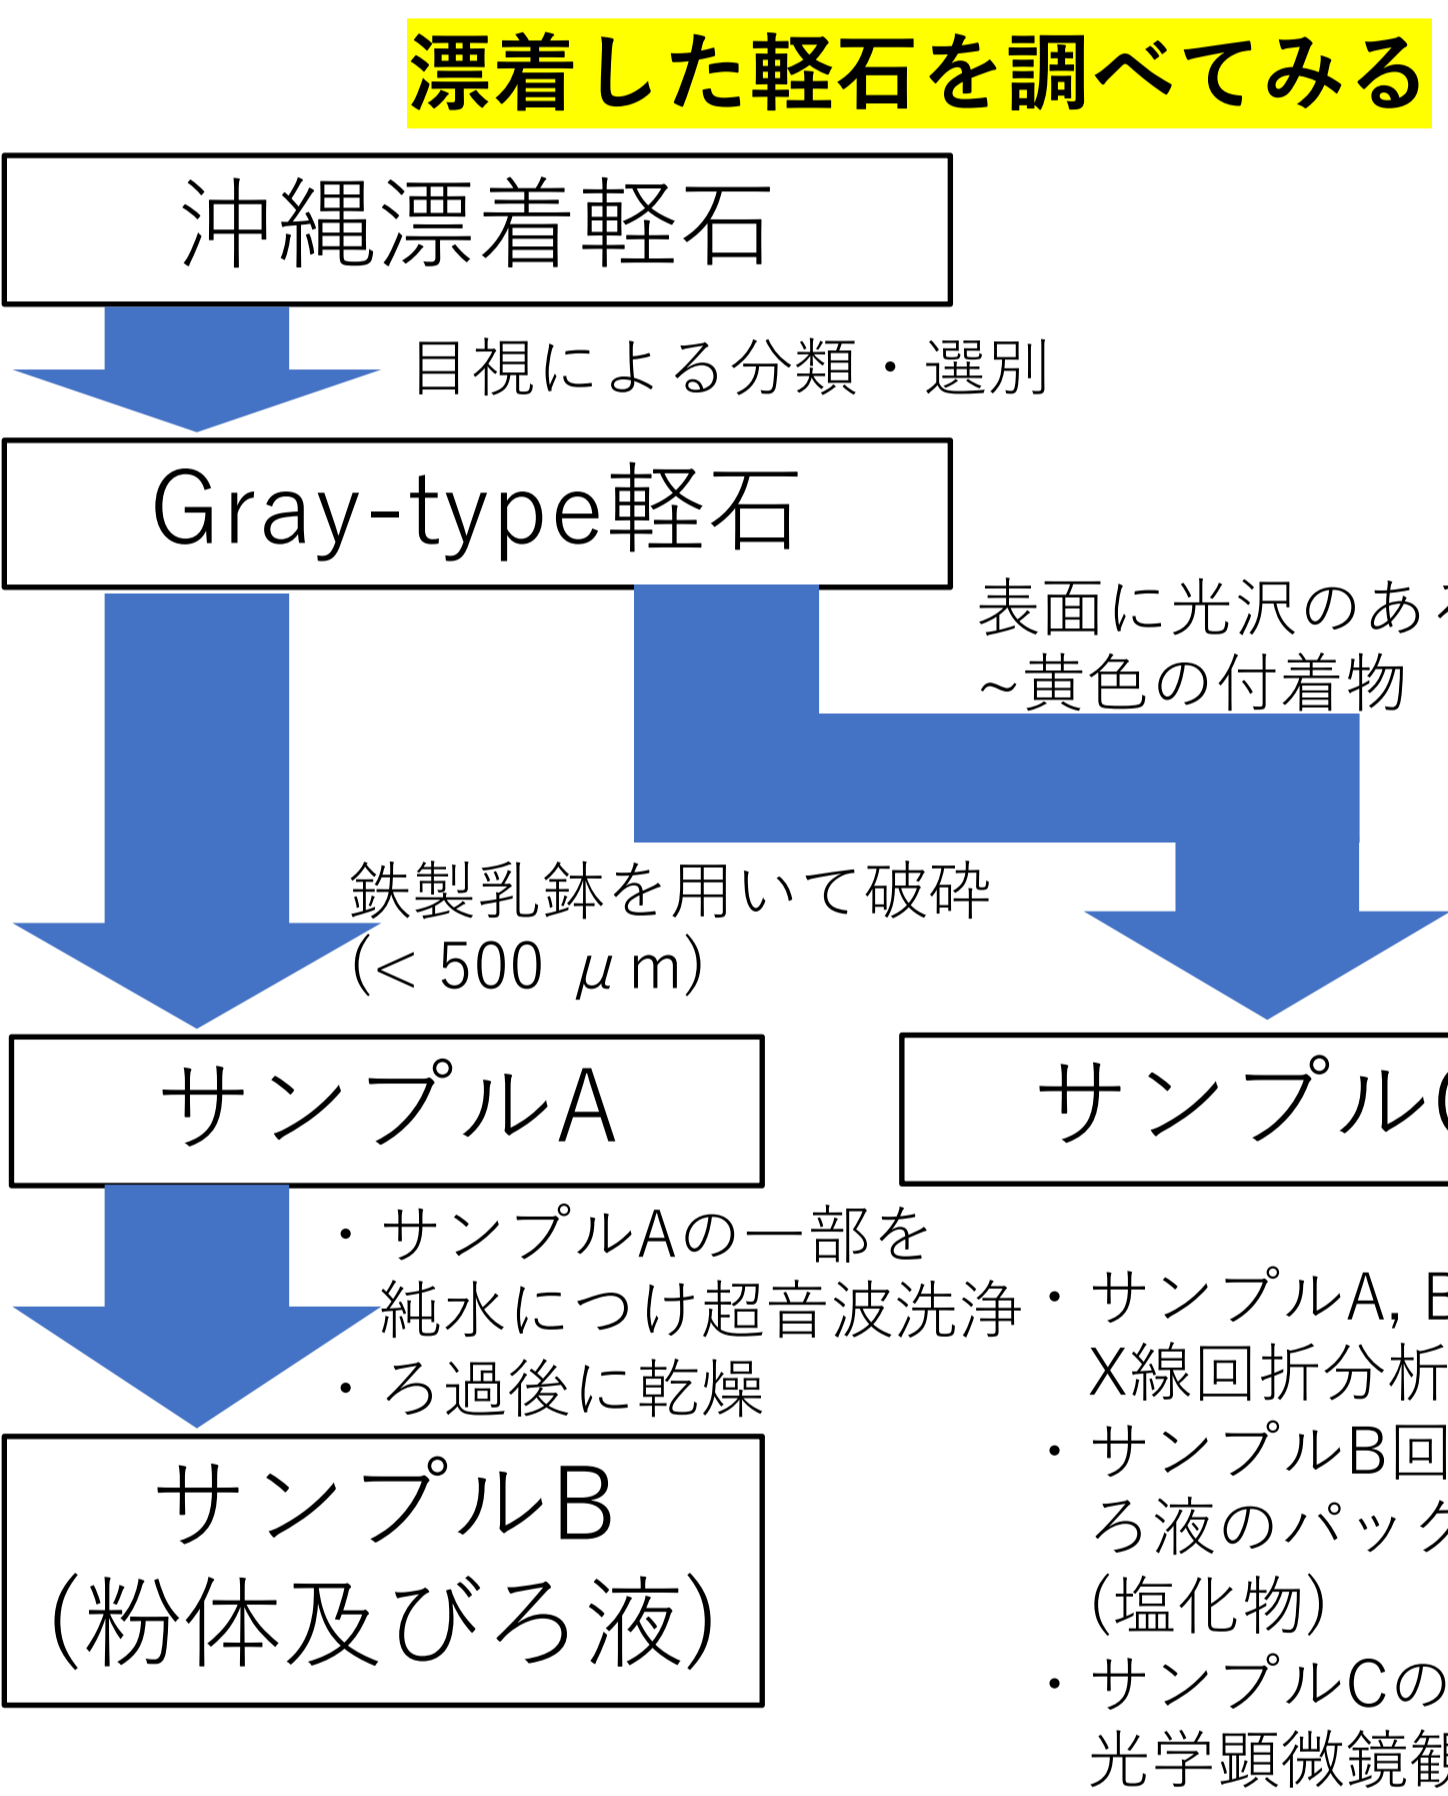 漂着した軽石を調べてみる
沖縄漂着軽石
目視による分類・選別
Gray-type軽石
表面に光沢のある
~黄色の付着物
鉄製乳鉢を用いて破砕
(< 500 μm)
サンプルA
サンプルC
・サンプルAの一部を
純水につけ超音波洗浄
・ろ過後に乾燥
サンプルB
(粉体及びろ液)
・サンプルA, B
X線回折分析
・サンプルB回
ろ液のパック
(塩化物)
・サンプルCの
光学顕微鏡観